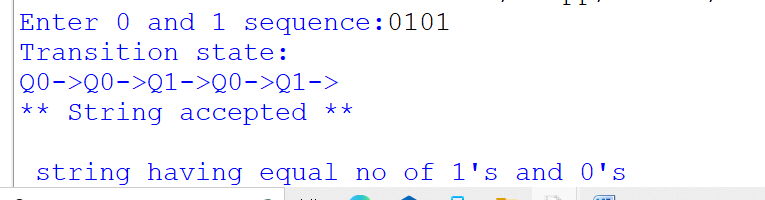 Enter 0 and 1 sequence:0101
Transition state:
Q0->Q0->Q1->Q0->Q1->
** String accepted **
string having equal no of 1's and 0's